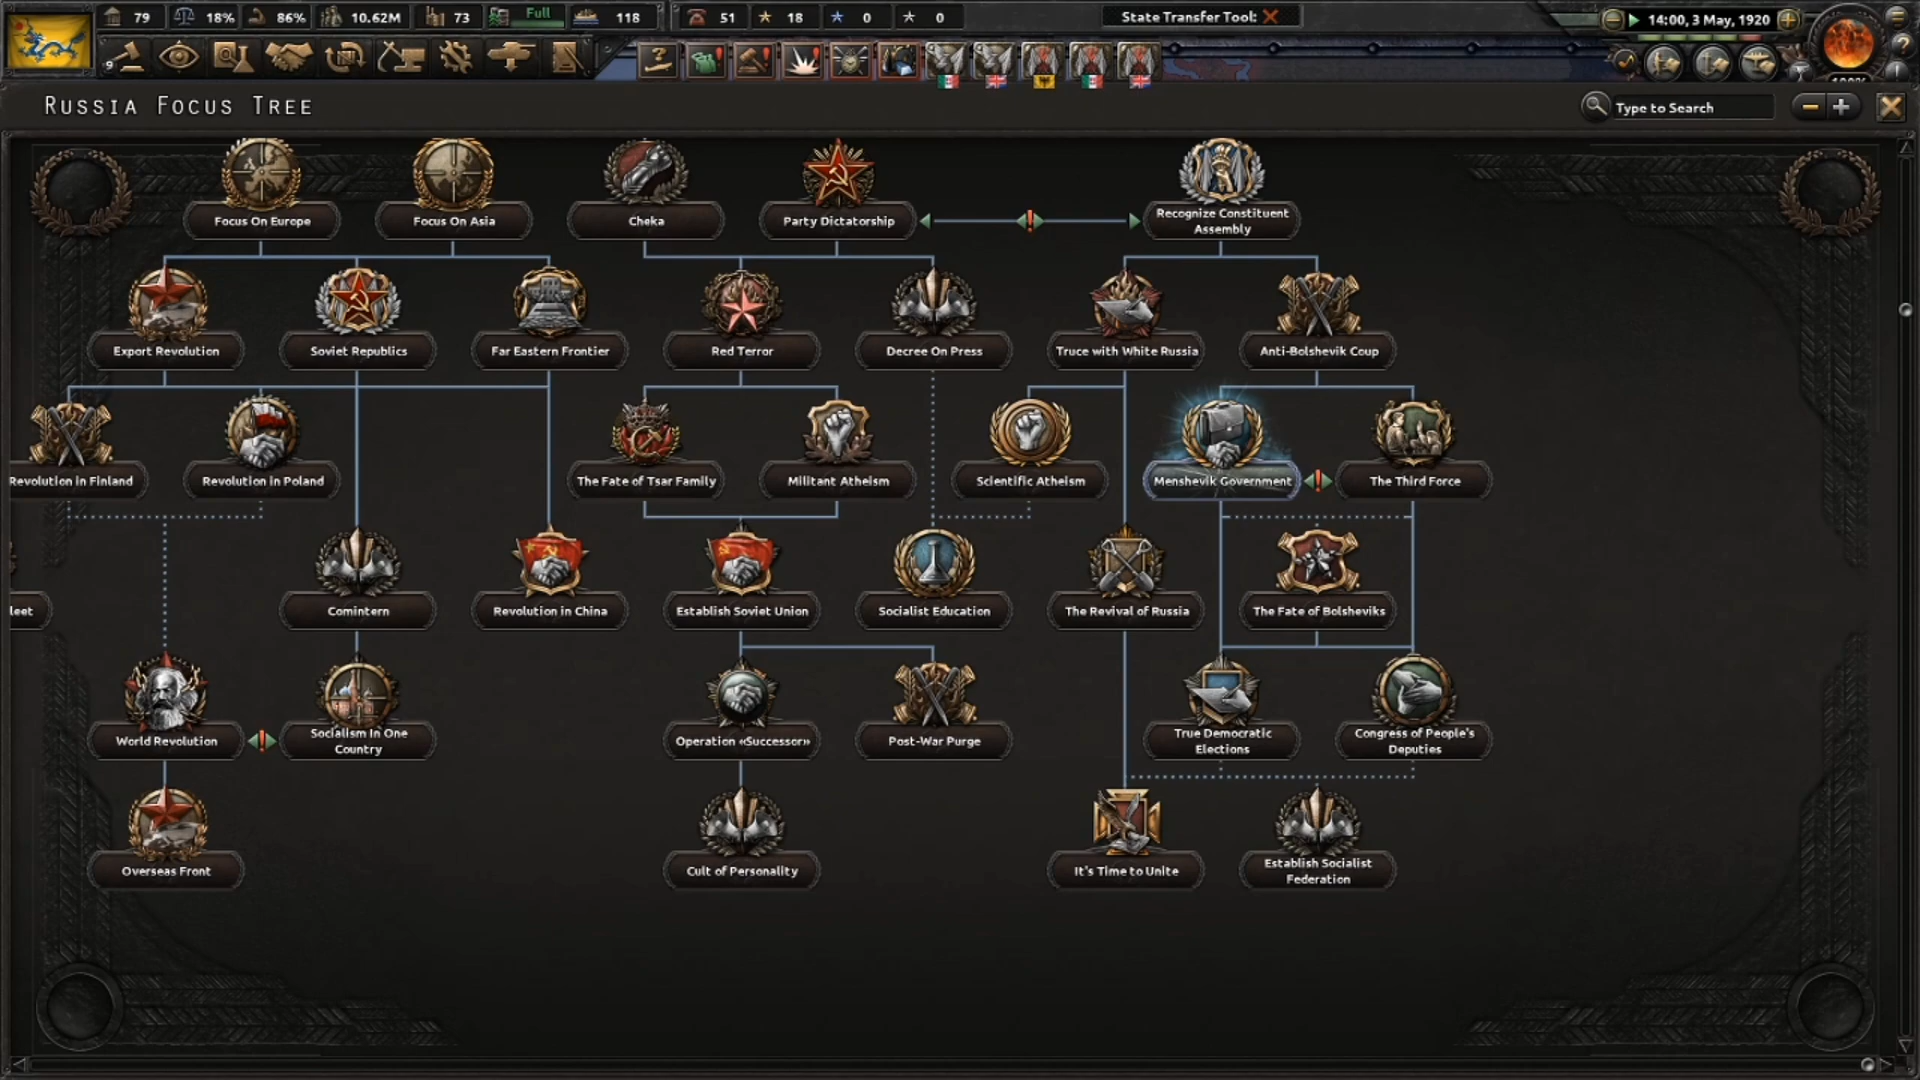 79
18%
86%
10.62M
73
Full
118
51
18
0
0
State Transfer Tool:
14:00, 3 May, 1920
9
Russia Focus Tree
Type to Search
Focus On Europe
Focus On Asia
Cheka
Party Dictatorship
Recognize Constituent
Assembly
Export Revolution
Soviet Republics
Far Eastern Frontier
Red Terror
Decree On Press
Truce with White Russia
Anti-Bolshevik Coup
Revolution in Finland
Revolution in Poland
The Fate of Tsar Family
Militant Atheism
Scientific Atheism
Menshevik Government
The Third Force
leet
Comintern
Revolution in China
Establish Soviet Union
Socialist Education
The Revival of Russia
The Fate of Bolsheviks
World Revolution
Socialism In One
Country
Operation «Successor»
Post-War Purge
True Democratic
Elections
Congress of People's
Deputies
Overseas Front
Cult of Personality
It's Time to Unite
Establish Socialist
Federation